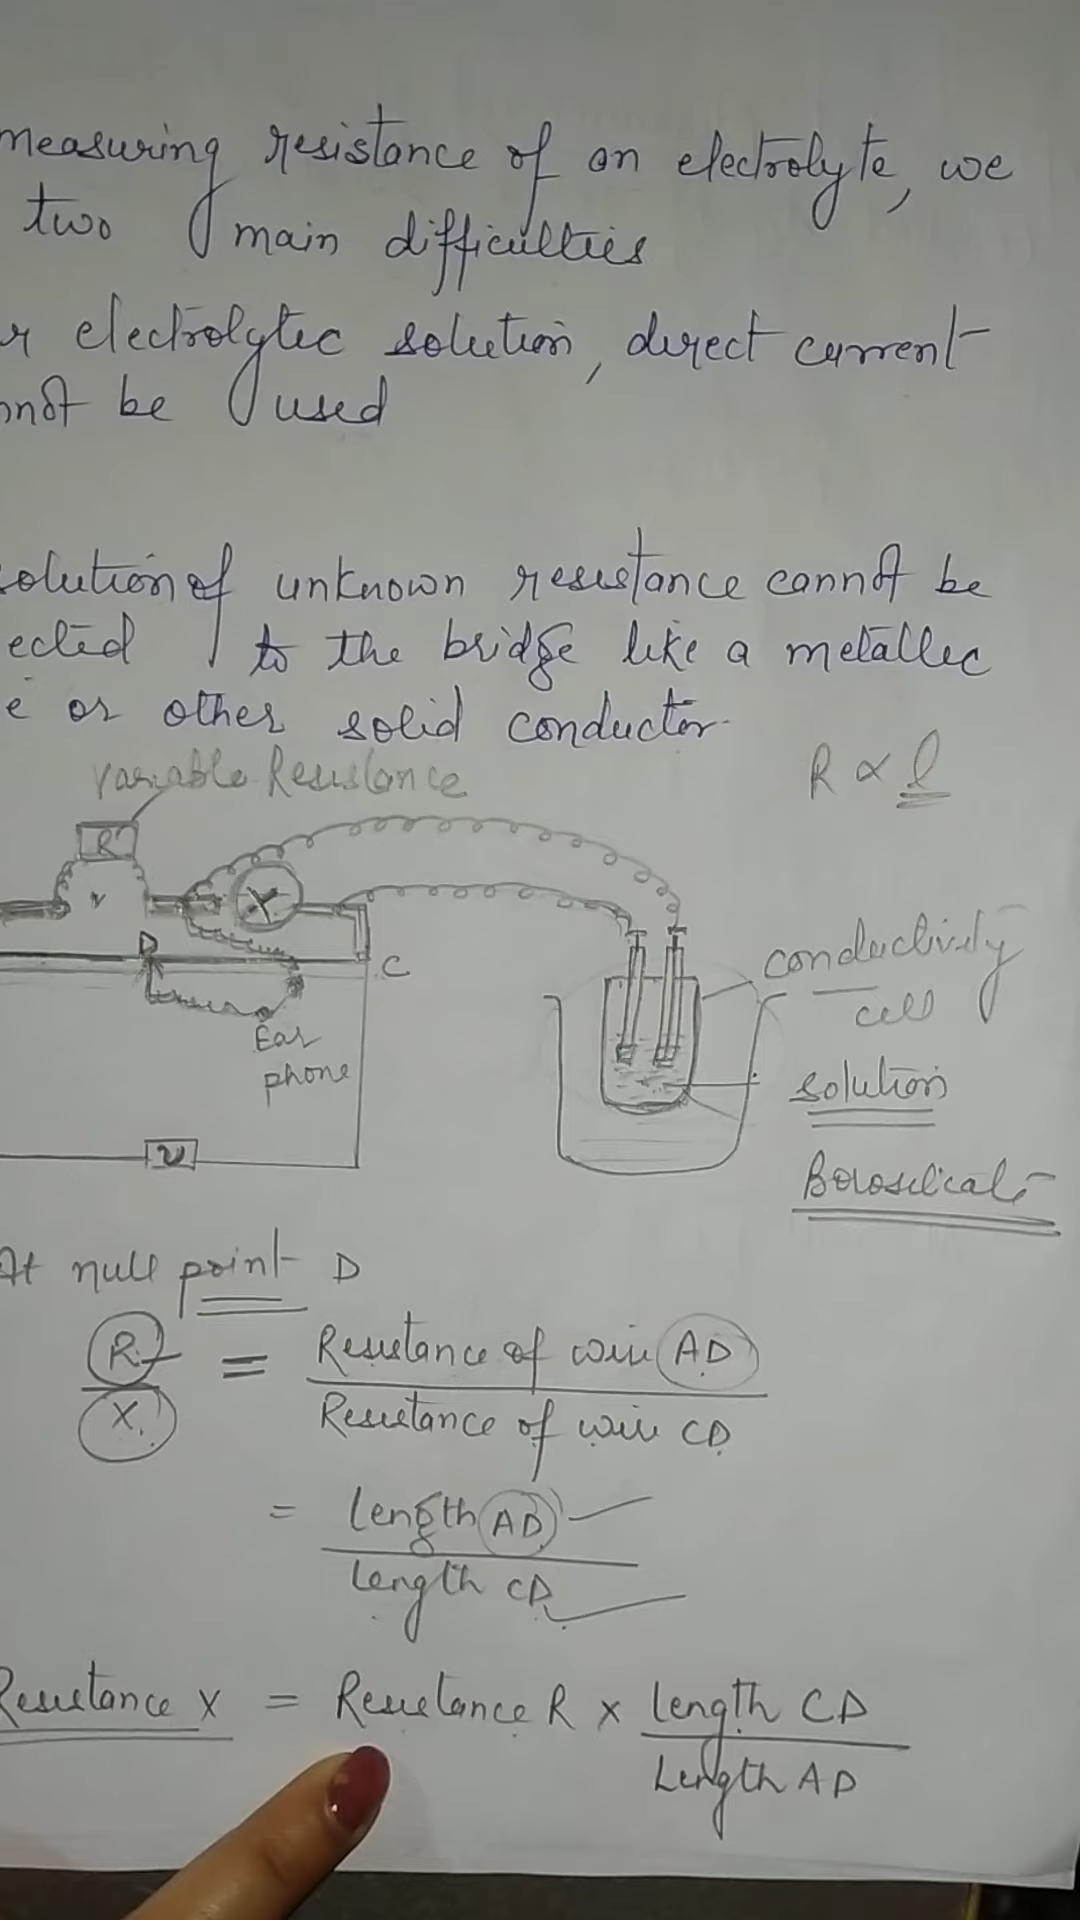 measuring resistance of an electrolyte, we
two main difficulties
r electrolytic solution, direct current
nnot be used
solution of unknown resistance cannot be
ected to the bridge like a metallic
e or other solid conductor.
Variable Resistance
R ∝ l
R
X
D
C
Ear
phone
conductivity
cell
solution
Borosilicate
At null point D
R/X = Resistance of wire AD / Resistance of wire CD
= length AD / length CD
Resistance X = Resistance R × length CD / Length AD